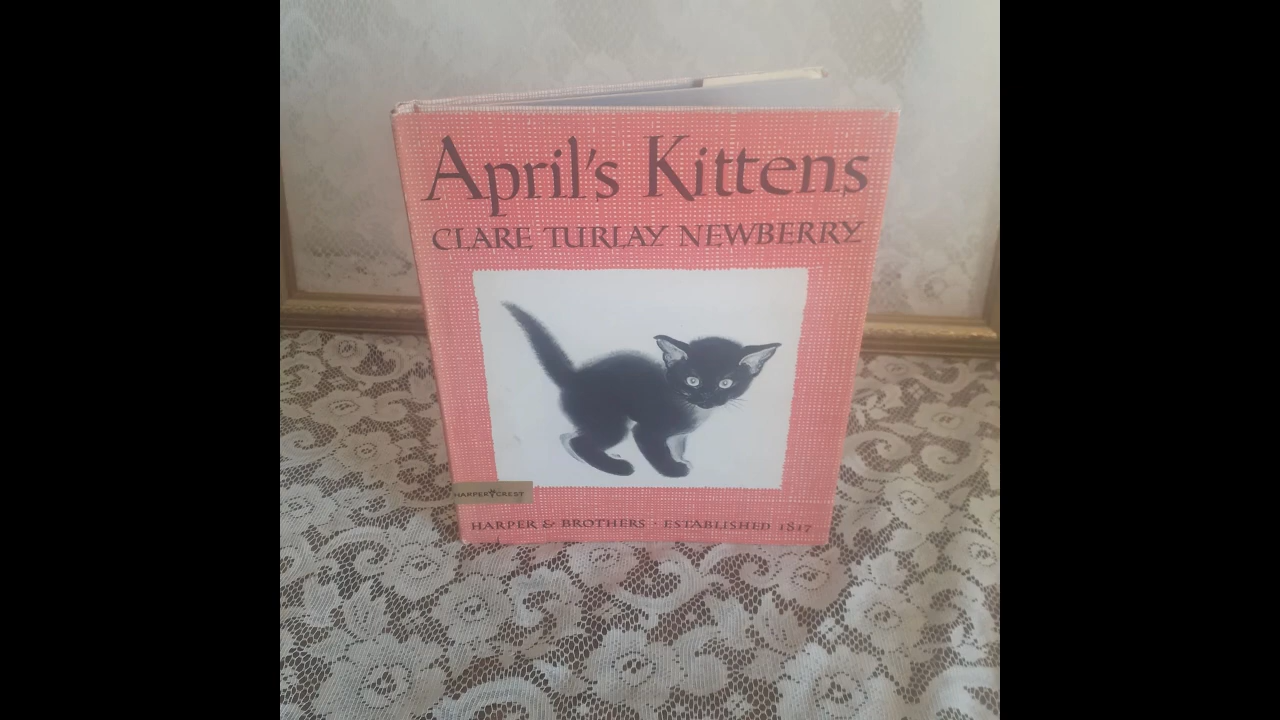 April's Kittens
CLARE TURLAY NEWBERRY
HARPER CREST
HARPER & BROTHERS · ESTABLISHED 1817